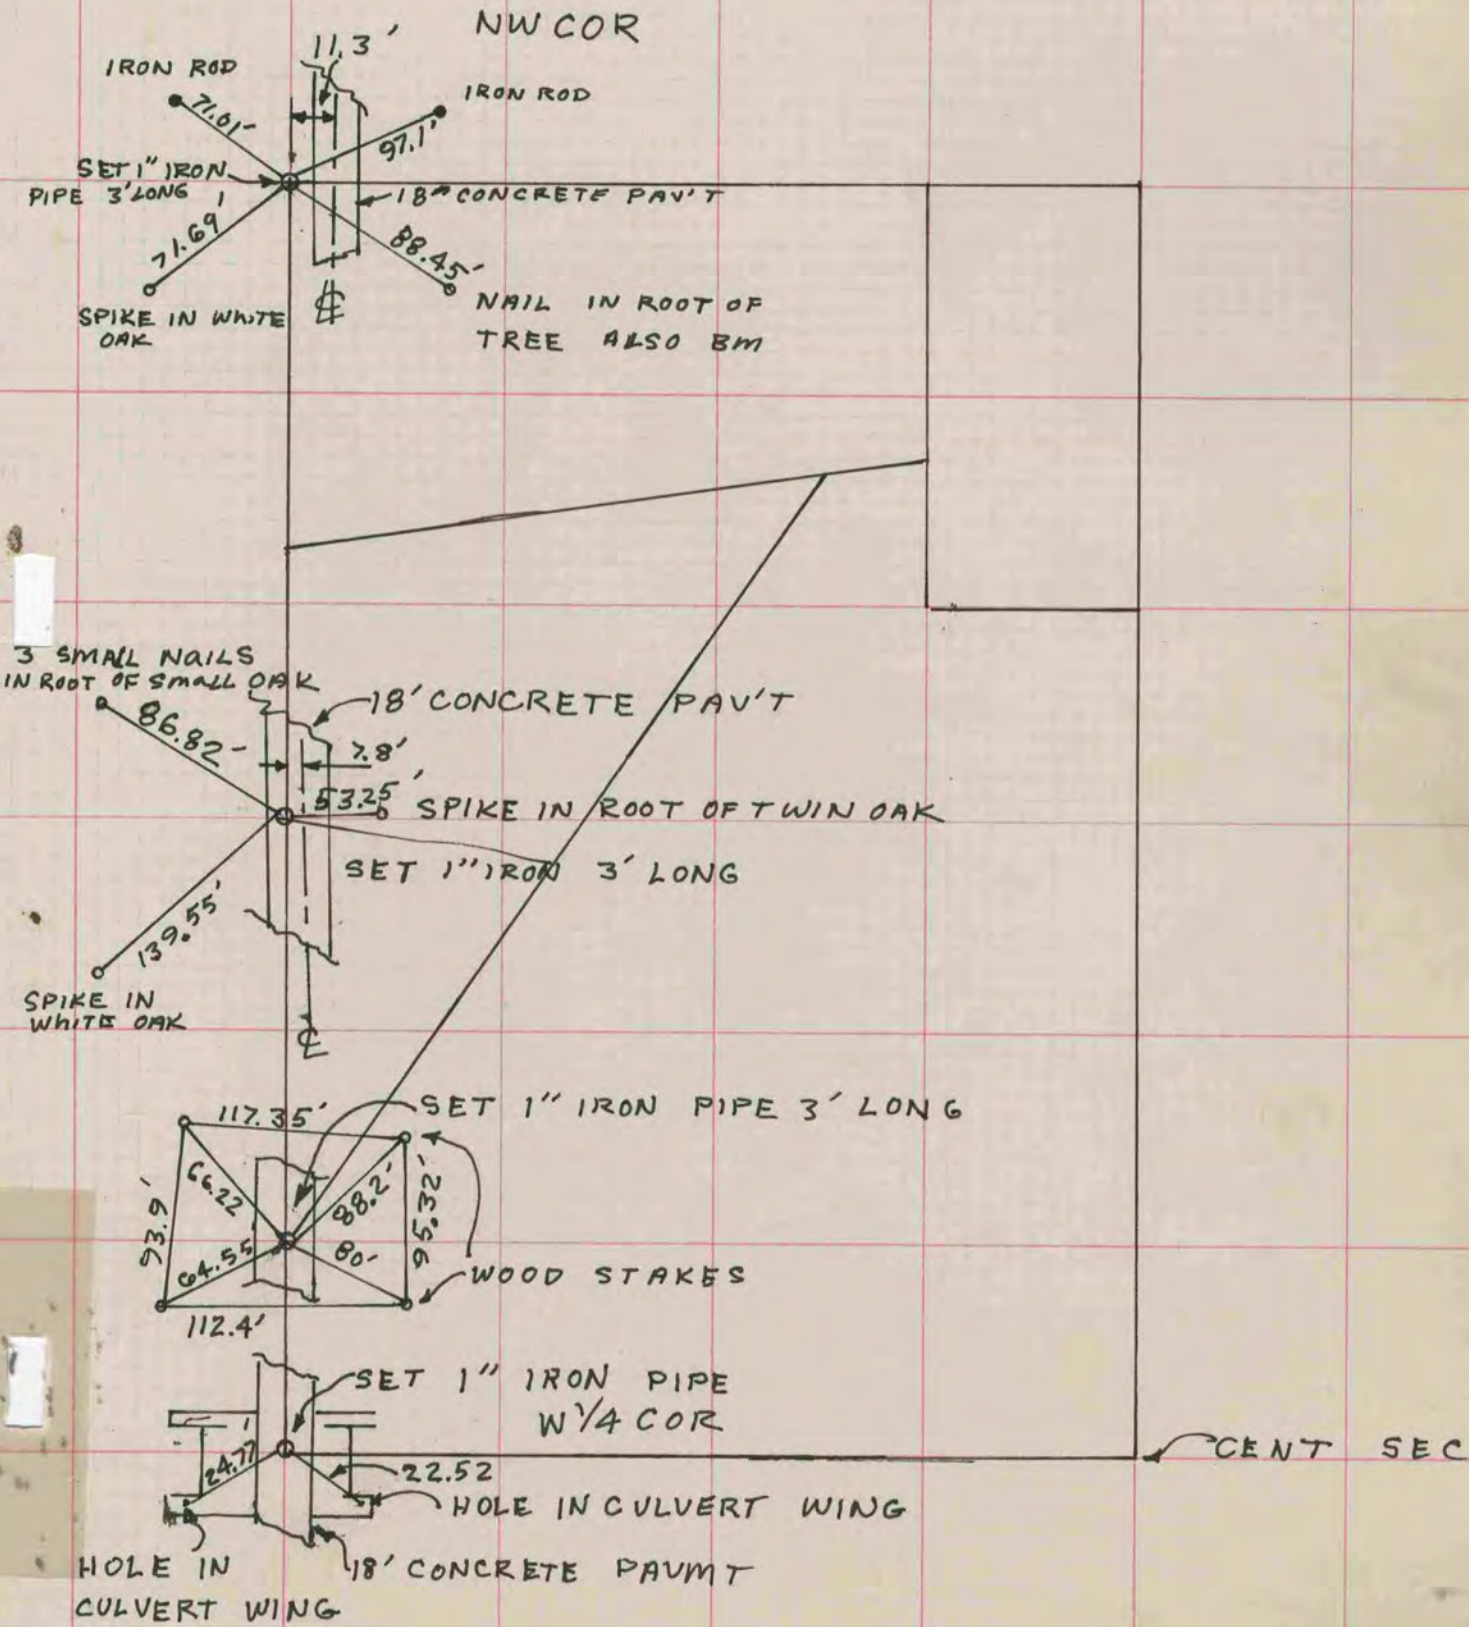 NW COR
11.3'
IRON ROD
IRON ROD
71.01'
97.1'
SET 1" IRON
PIPE 3' LONG
18" CONCRETE PAV'T
71.69'
88.45'
SPIKE IN WHITE
OAK
℄
NAIL IN ROOT OF
TREE ALSO BM
3 SMALL NAILS
IN ROOT OF SMALL OAK
18' CONCRETE PAV'T
86.82'
7.8'
53.25'
SPIKE IN ROOT OF TWIN OAK
SET 1" IRON 3' LONG
139.55'
SPIKE IN
WHITE OAK
℄
SET 1" IRON PIPE 3' LONG
117.35'
66.22
88.2'
93.9'
95.32'
64.55
80'
WOOD STAKES
112.4'
SET 1" IRON PIPE
W 1/4 COR
CENT SEC
24.77
22.52
HOLE IN CULVERT WING
HOLE IN
CULVERT WING
18' CONCRETE PAVMT